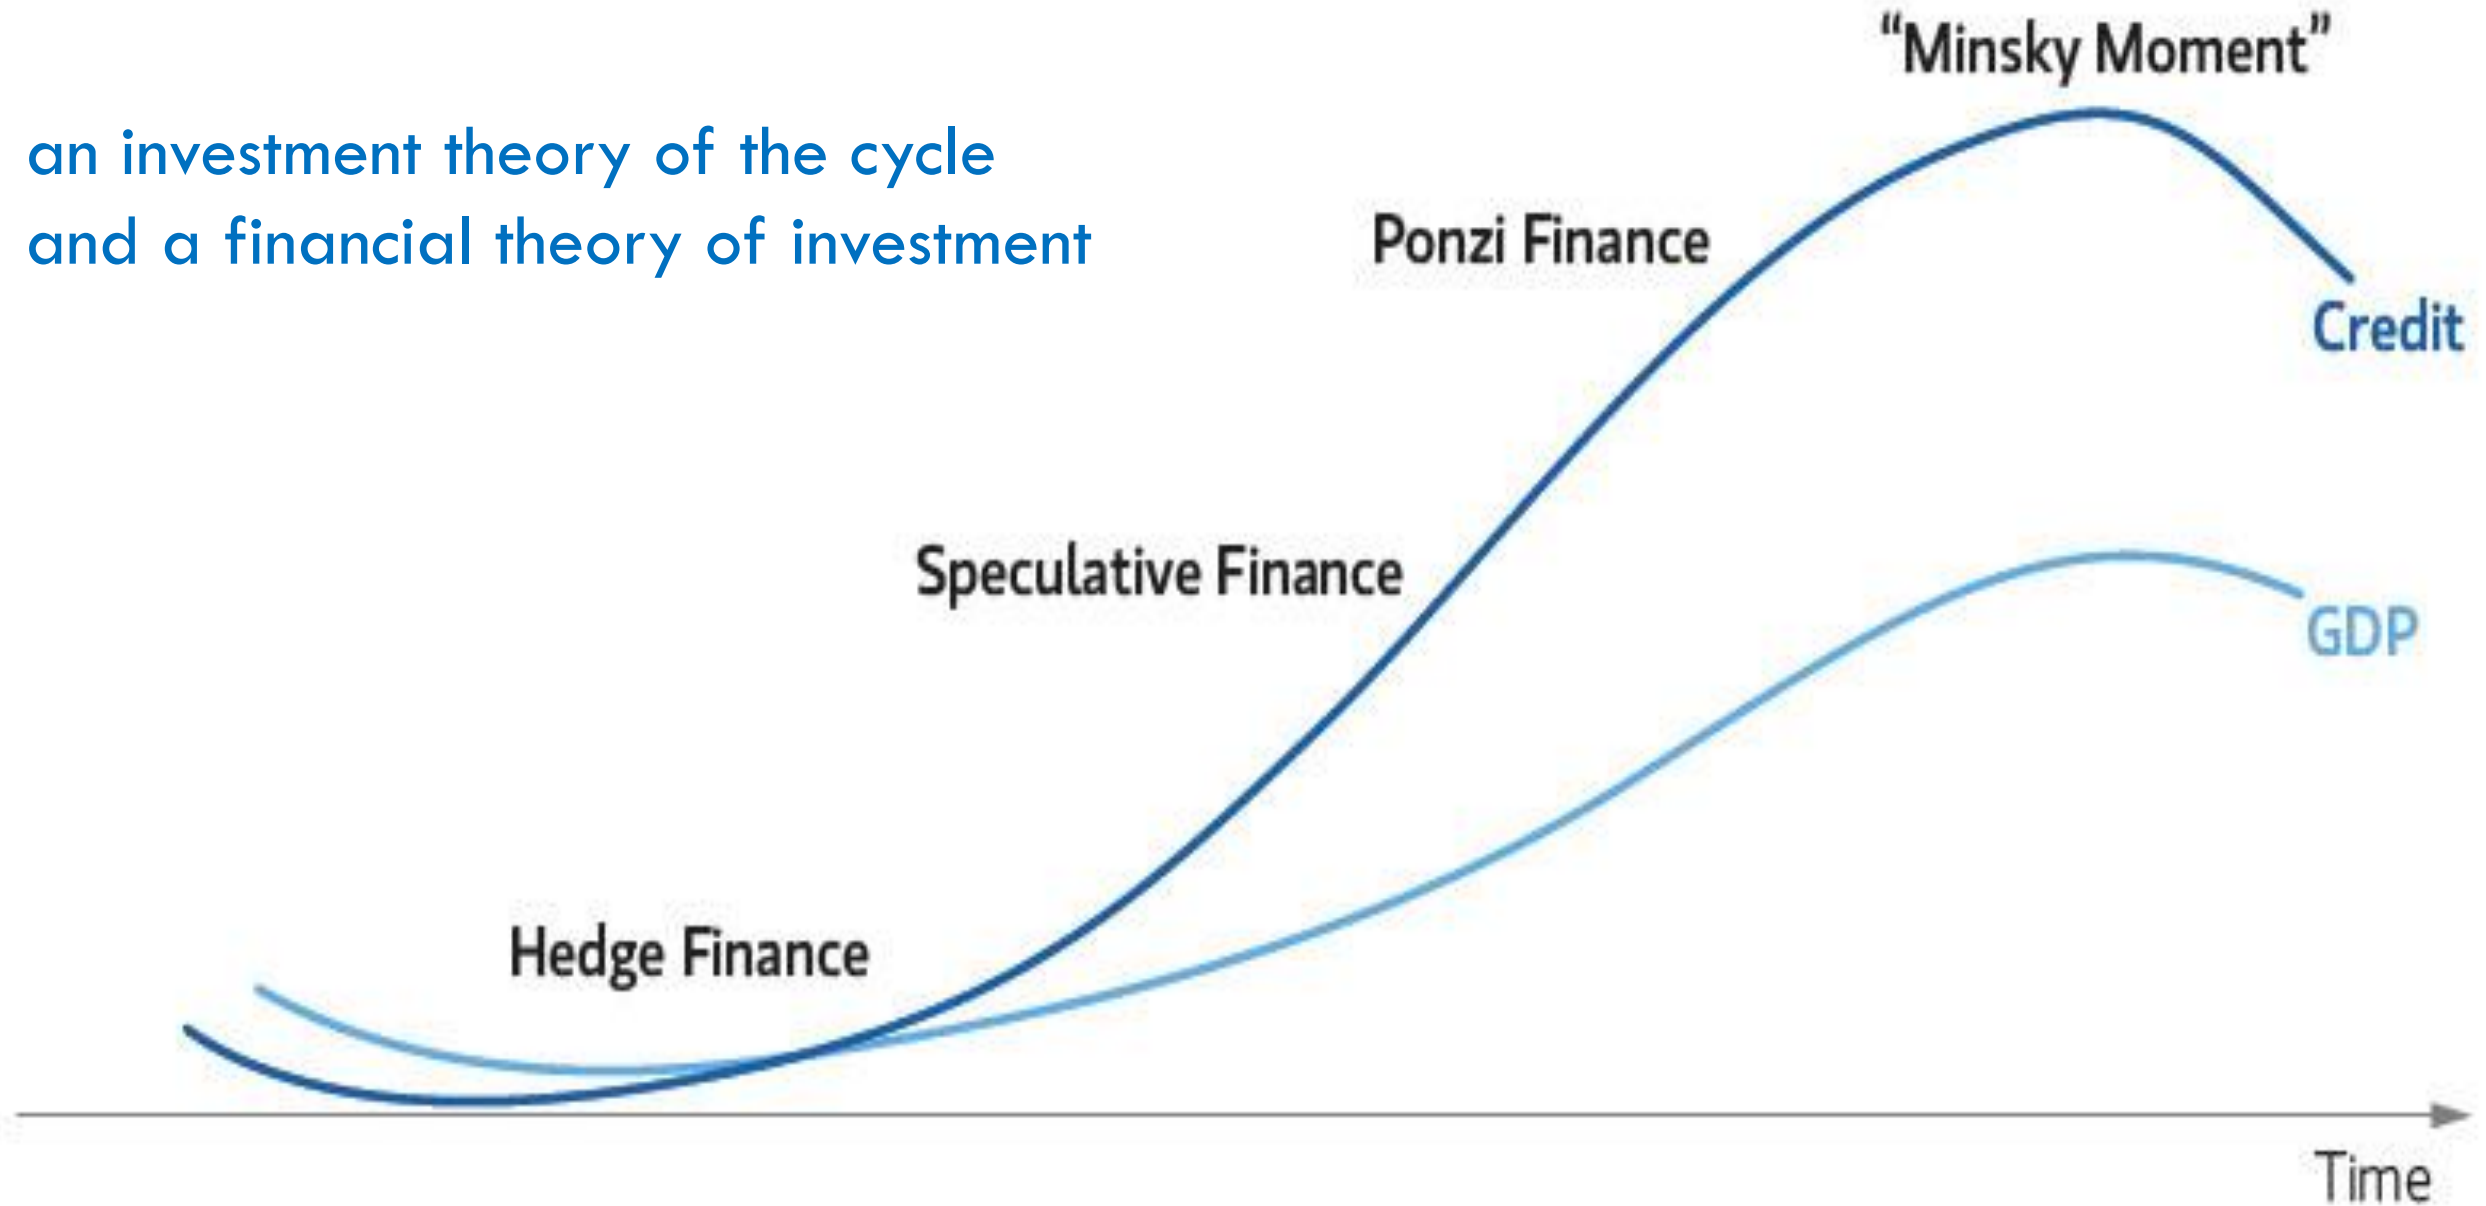 “Minsky Moment”
an investment theory of the cycle
and a financial theory of investment
Ponzi Finance
Credit
Speculative Finance
GDP
Hedge Finance
Time